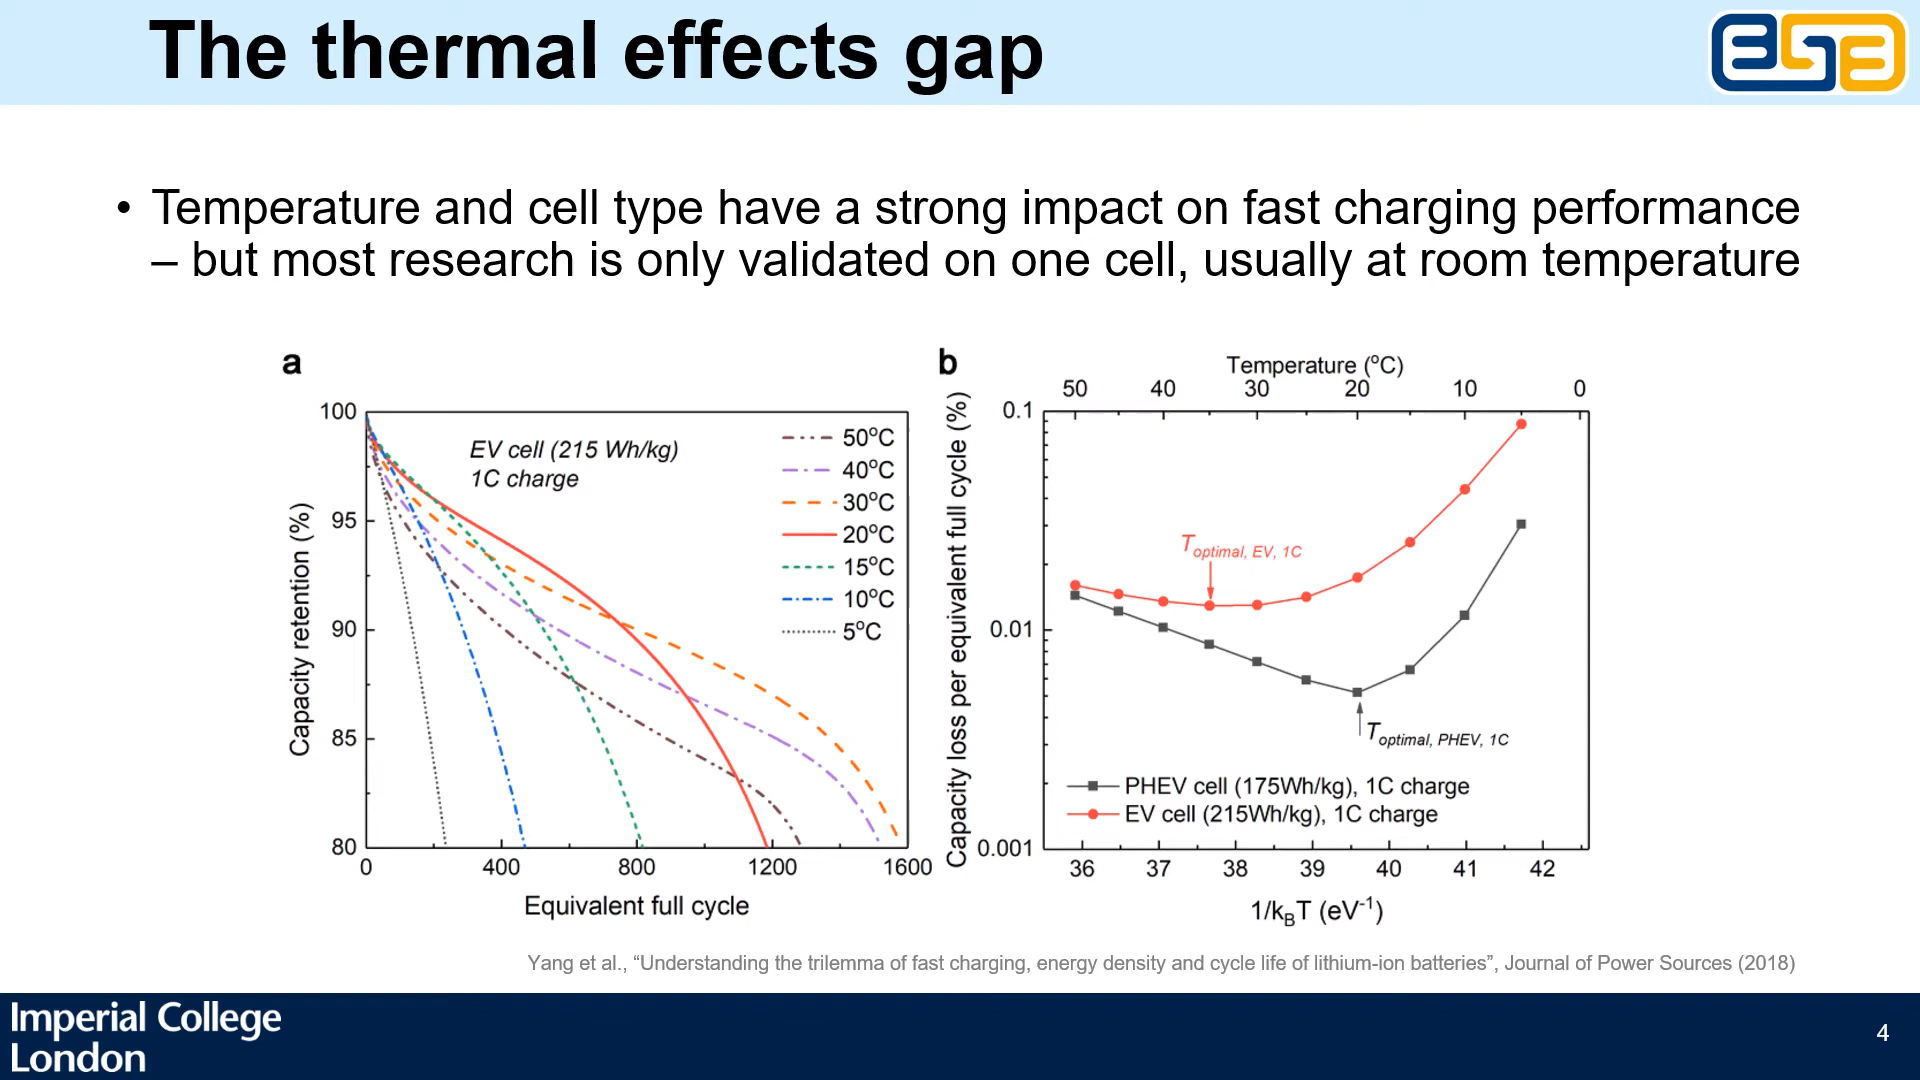 The thermal effects gap
• Temperature and cell type have a strong impact on fast charging performance
– but most research is only validated on one cell, usually at room temperature
a
EV cell (215 Wh/kg)
1C charge
50°C
40°C
30°C
20°C
15°C
10°C
5°C
Capacity retention (%)
100
95
90
85
80
0 400 800 1200 1600
Equivalent full cycle
b
Temperature (°C)
50 40 30 20 10 0
Capacity loss per equivalent full cycle (%)
0.1
0.01
0.001
T optimal, EV, 1C
T optimal, PHEV, 1C
PHEV cell (175Wh/kg), 1C charge
EV cell (215Wh/kg), 1C charge
36 37 38 39 40 41 42
1/kBT (eV-1)
Yang et al., “Understanding the trilemma of fast charging, energy density and cycle life of lithium-ion batteries”, Journal of Power Sources (2018)
Imperial College
London
4